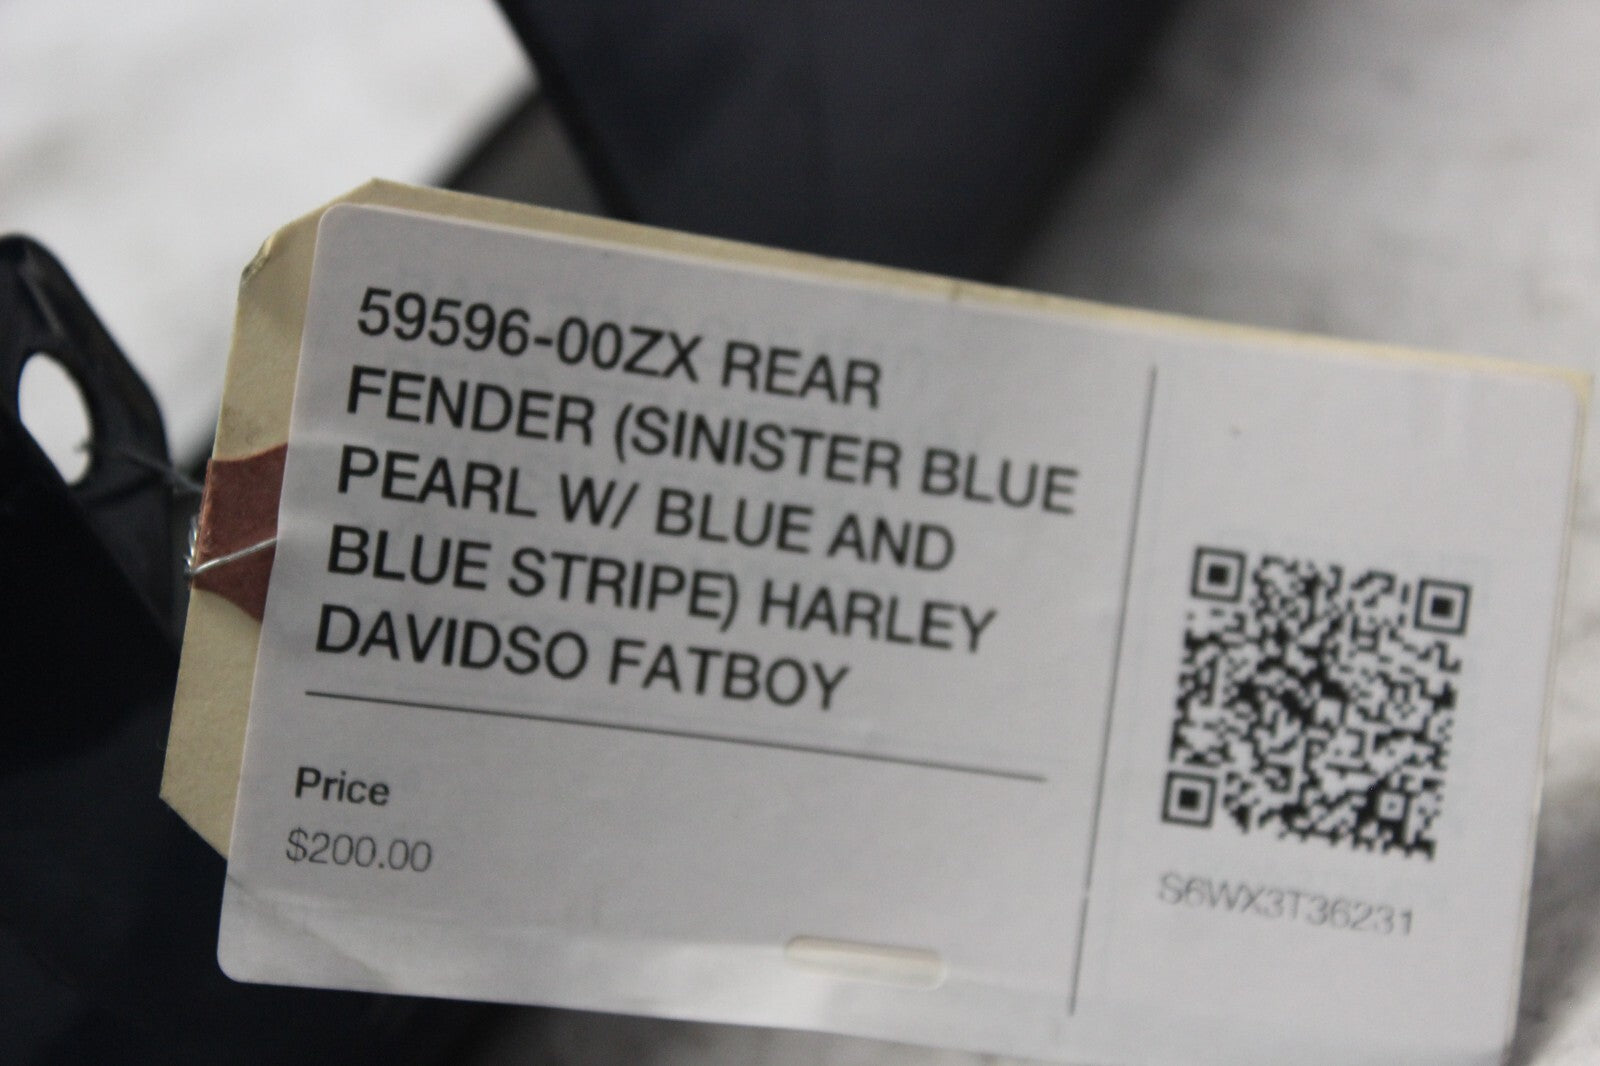 59596-00ZX REAR
FENDER (SINISTER BLUE
PEARL W/ BLUE AND
BLUE STRIPE) HARLEY
DAVIDSO FATBOY
Price
$200.00
S6WX3T36231